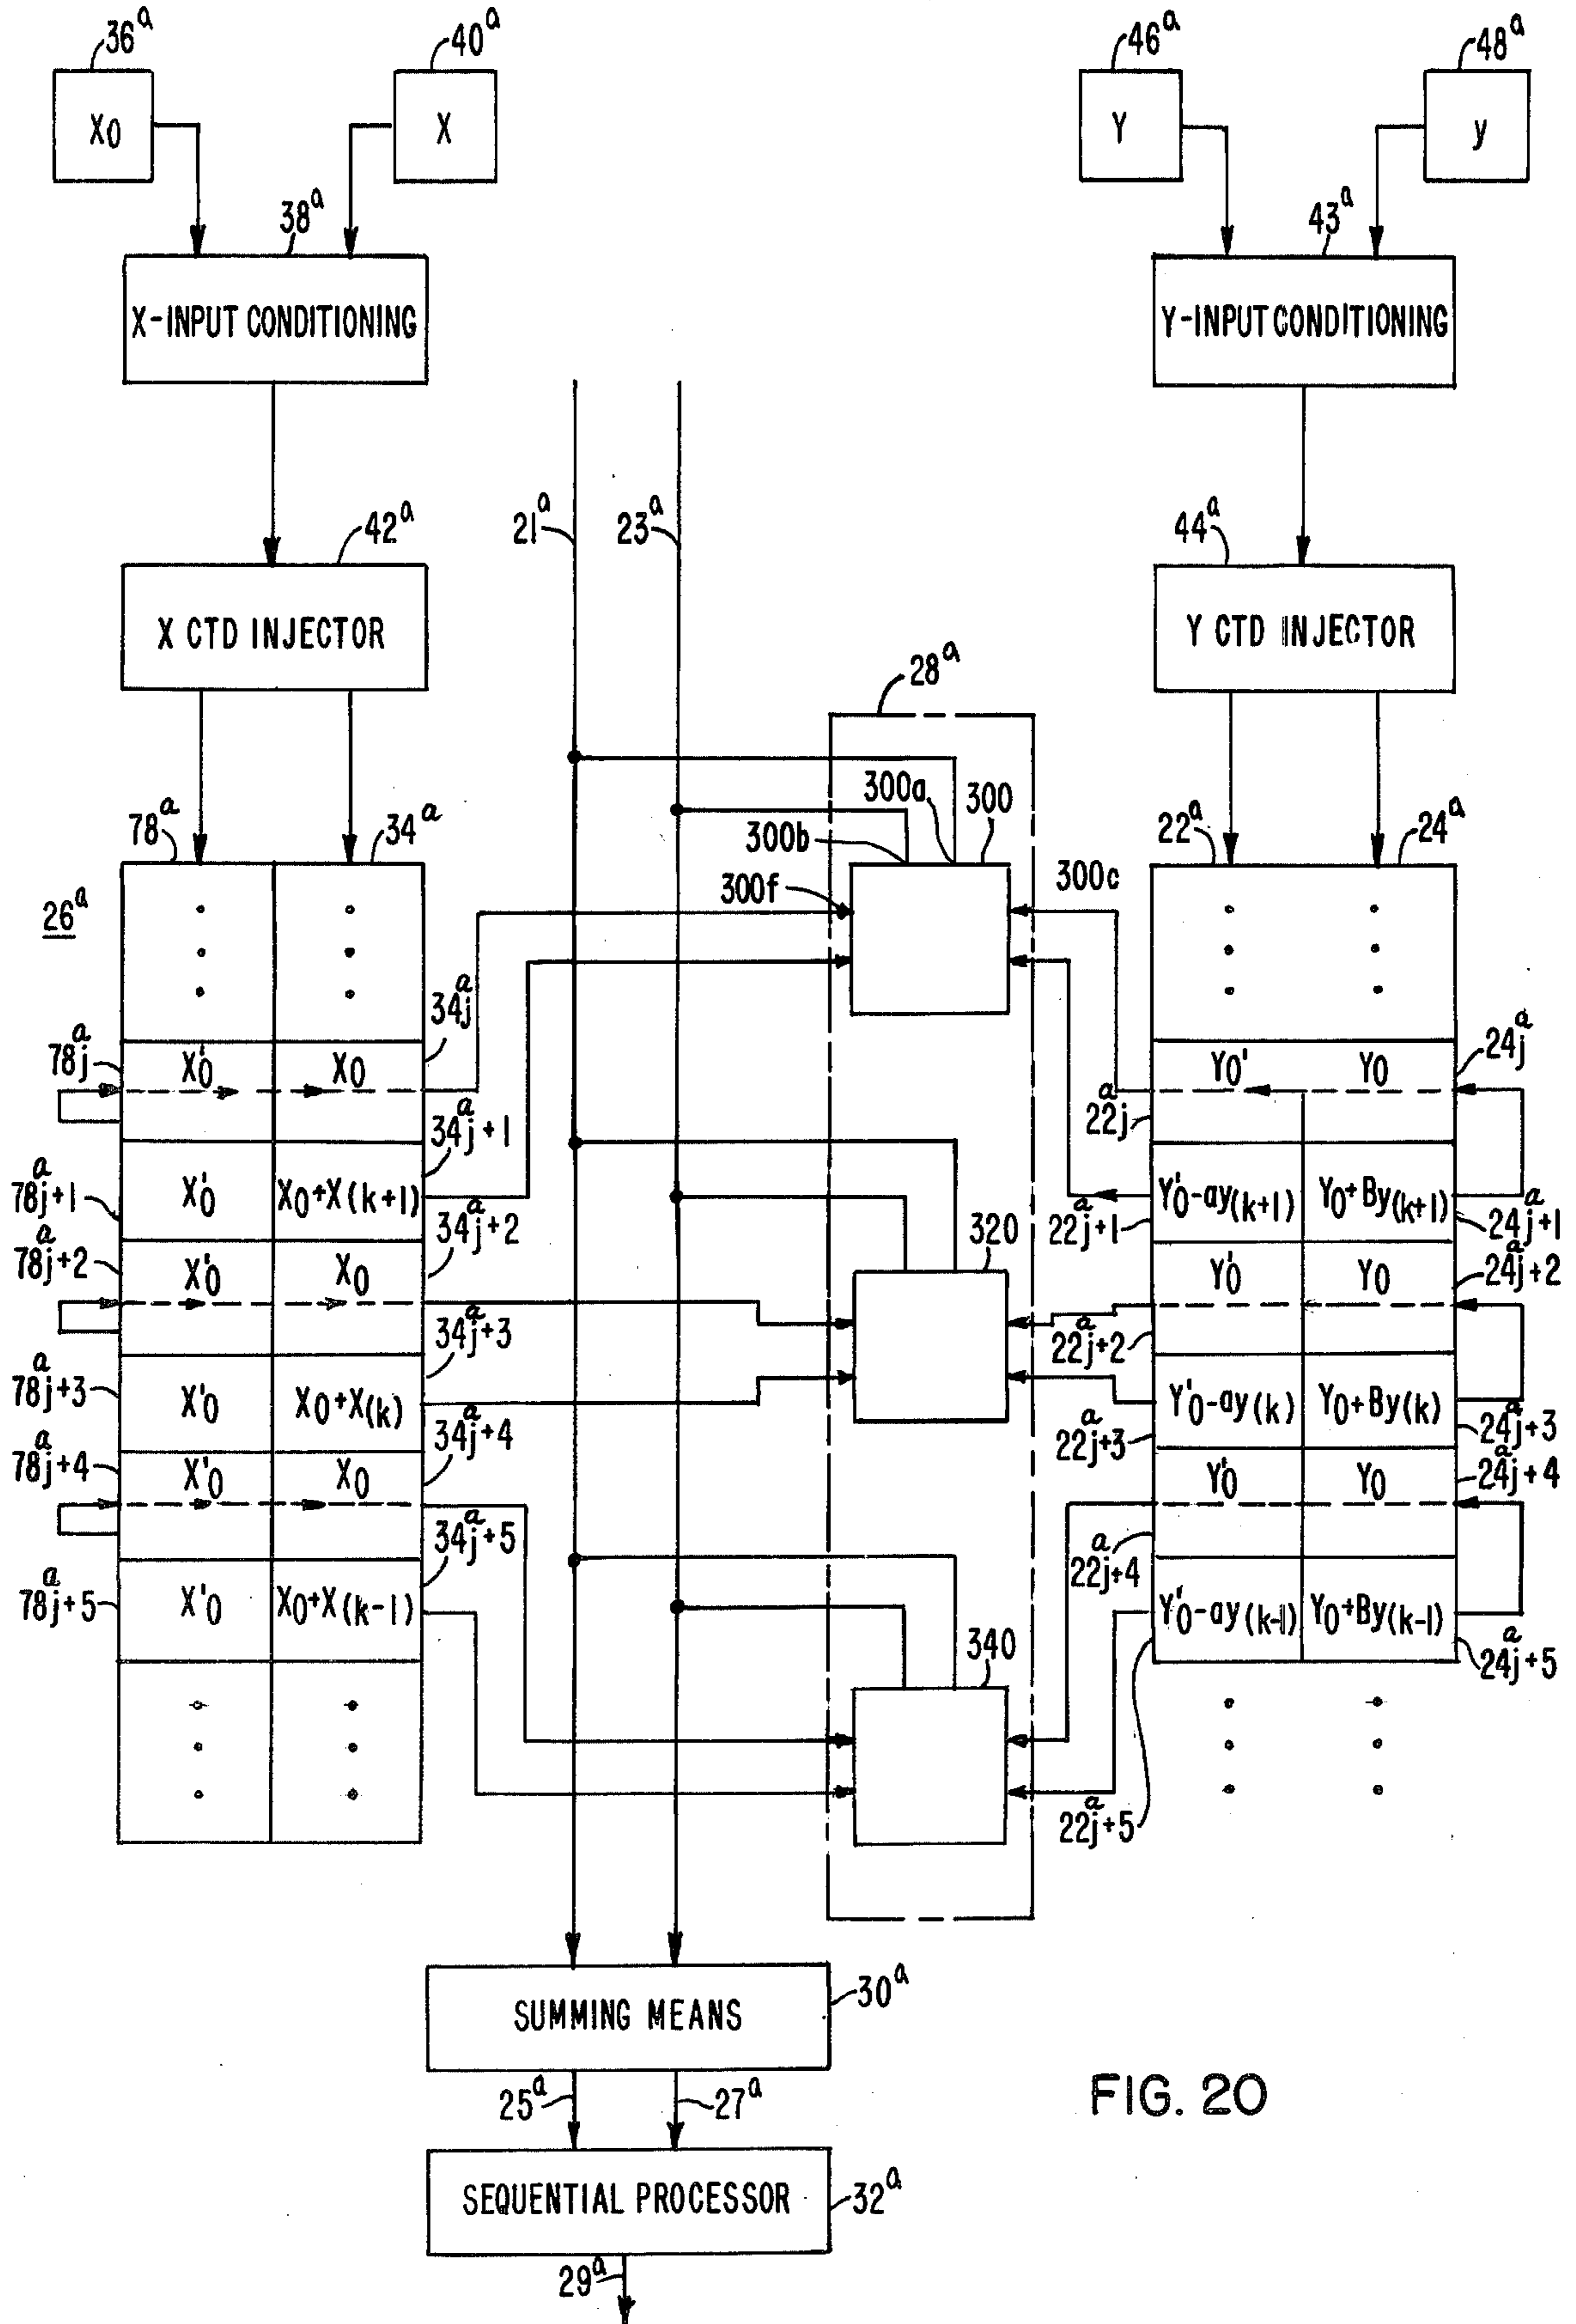 36ᵃ
40ᵃ
46ᵃ
48ᵃ
X₀
X
Y
y
38ᵃ
43ᵃ
X-INPUT CONDITIONING
Y-INPUT CONDITIONING
42ᵃ
21ᵃ
23ᵃ
44ᵃ
X CTD INJECTOR
Y CTD INJECTOR
28ᵃ
78ᵃ
34ᵃ
300a
300
300b
22ᵃ
24ᵃ
300f
300c
26ᵃ
34ᵃj
78ᵃj
X'₀
X₀
Y₀'
Y₀
24ᵃj
22ᵃj
34ᵃj+1
78ᵃj+1
X'₀
X₀+X(k+1)
Y'₀-ay(k+1)
Y₀+By(k+1)
24ᵃj+1
22ᵃj+1
34ᵃj+2
320
78ᵃj+2
X'₀
X₀
Y'₀
Y₀
24ᵃj+2
34ᵃj+3
22ᵃj+2
78ᵃj+3
X'₀
X₀+X(k)
Y'₀-ay(k)
Y₀+By(k)
24ᵃj+3
22ᵃj+3
34ᵃj+4
78ᵃj+4
X'₀
X₀
Y'₀
Y₀
24ᵃj+4
34ᵃj+5
22ᵃj+4
78ᵃj+5
X'₀
X₀+X(k-1)
Y'₀-ay(k-1)
Y₀+By(k-1)
340
24ᵃj+5
22ᵃj+5
SUMMING MEANS
30ᵃ
25ᵃ
27ᵃ
FIG. 20
SEQUENTIAL PROCESSOR
32ᵃ
29ᵃ